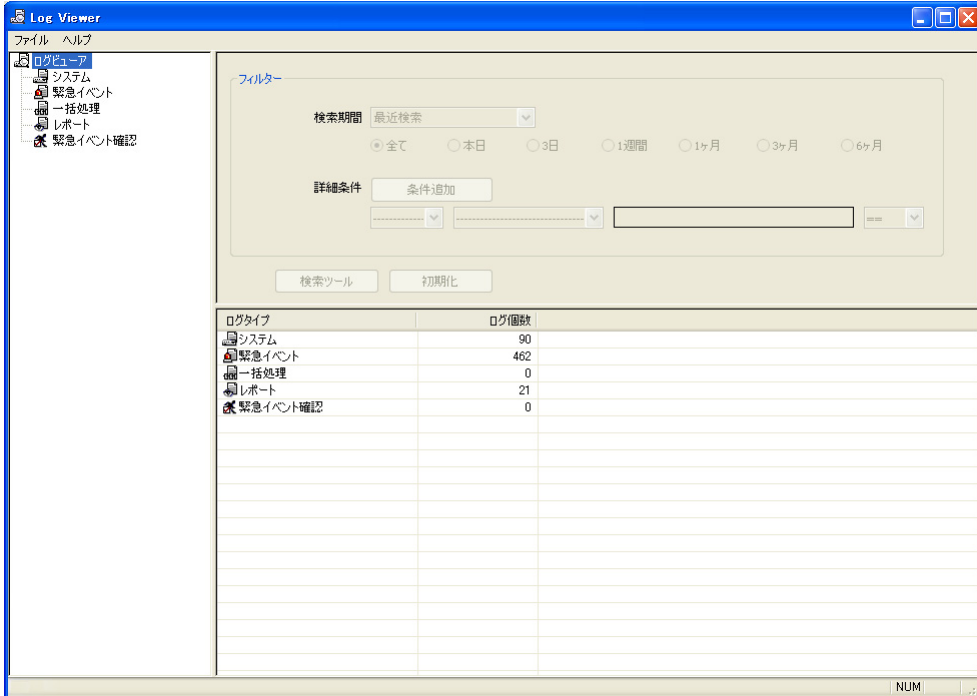 Log Viewer
ファイル ヘルプ
ログビューア
システム
緊急イベント
一括処理
レポート
緊急イベント確認
フィルター
検索期間 最近検索
全て 本日 3日 1週間 1ヶ月 3ヶ月 6ヶ月
詳細条件 条件追加
------------ ------------------------------ ==
検索ツール 初期化
ログタイプ ログ個数
システム 90
緊急イベント 462
一括処理 0
レポート 21
緊急イベント確認 0
NUM